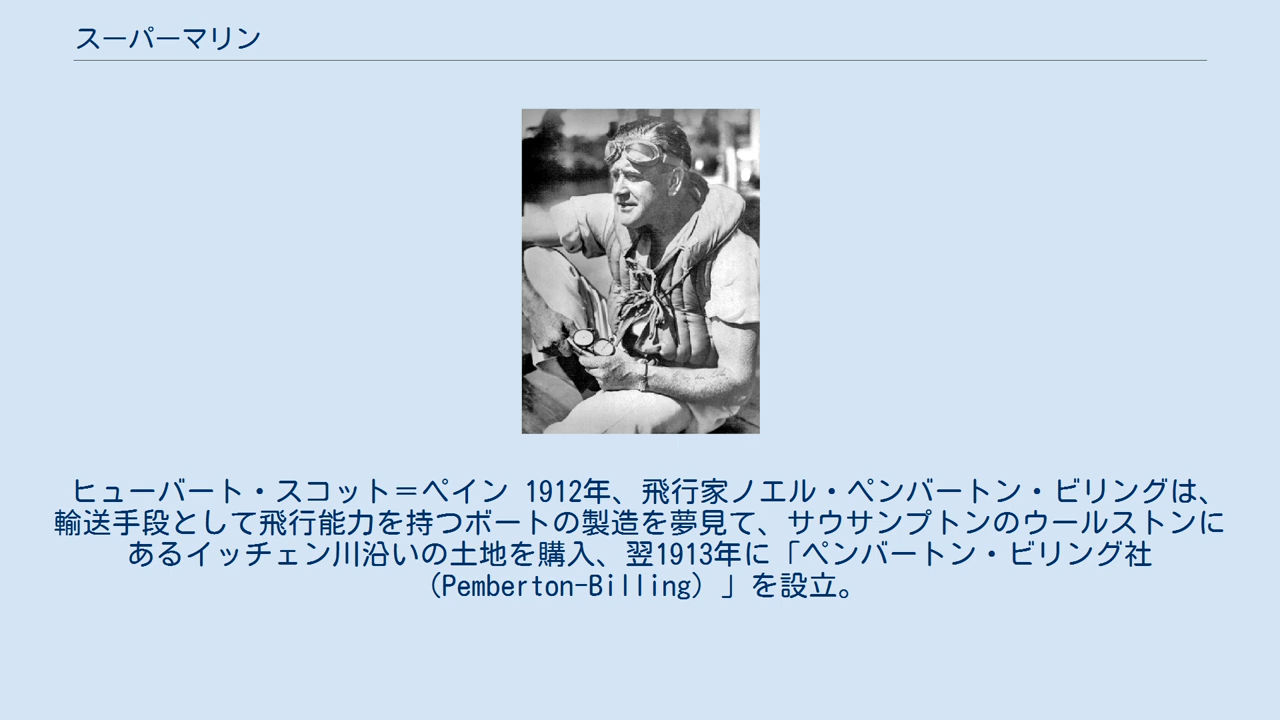 スーパーマリン
ヒューバート・スコット＝ペイン 1912年、飛行家ノエル・ペンバートン・ビリングは、
輸送手段として飛行能力を持つボートの製造を夢見て、サウサンプトンのウールストンに
あるイッチェン川沿いの土地を購入、翌1913年に「ペンバートン・ビリング社
（Pemberton-Billing）」を設立。